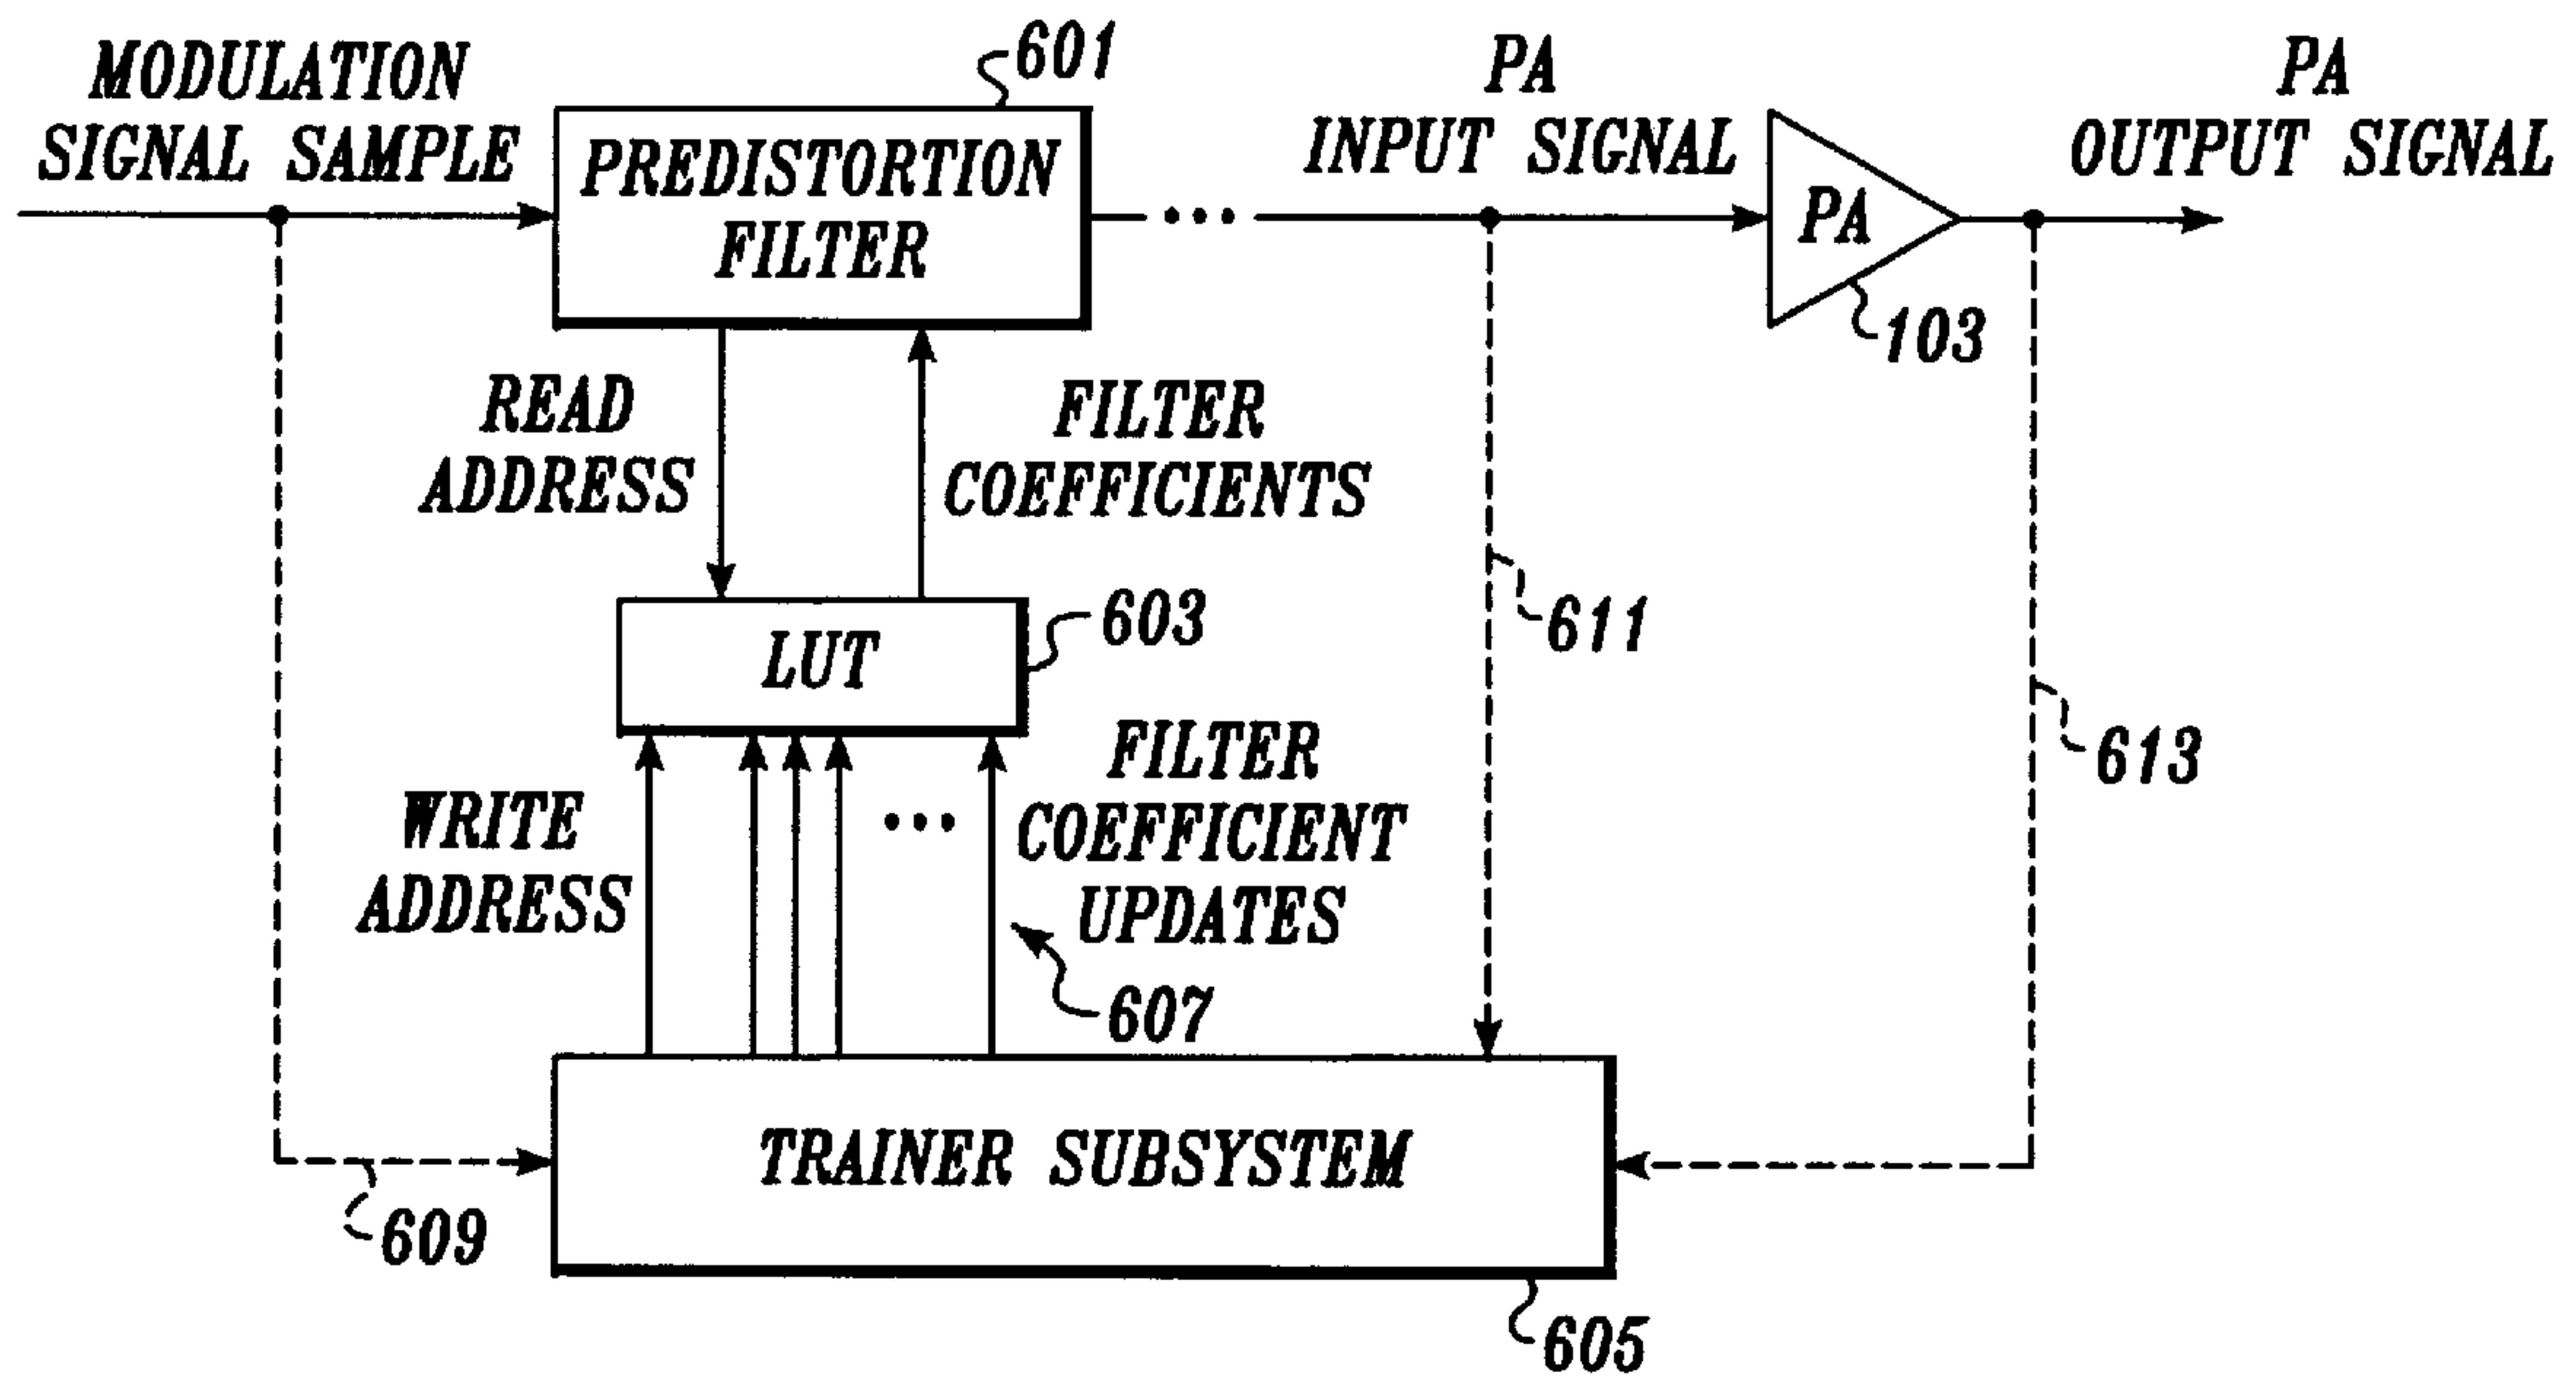 601
MODULATION
SIGNAL SAMPLE
PREDISTORTION
FILTER
PA
INPUT SIGNAL
PA
PA
OUTPUT SIGNAL
103
READ
ADDRESS
FILTER
COEFFICIENTS
LUT
603
611
613
WRITE
ADDRESS
FILTER
COEFFICIENT
UPDATES
607
TRAINER SUBSYSTEM
609
605